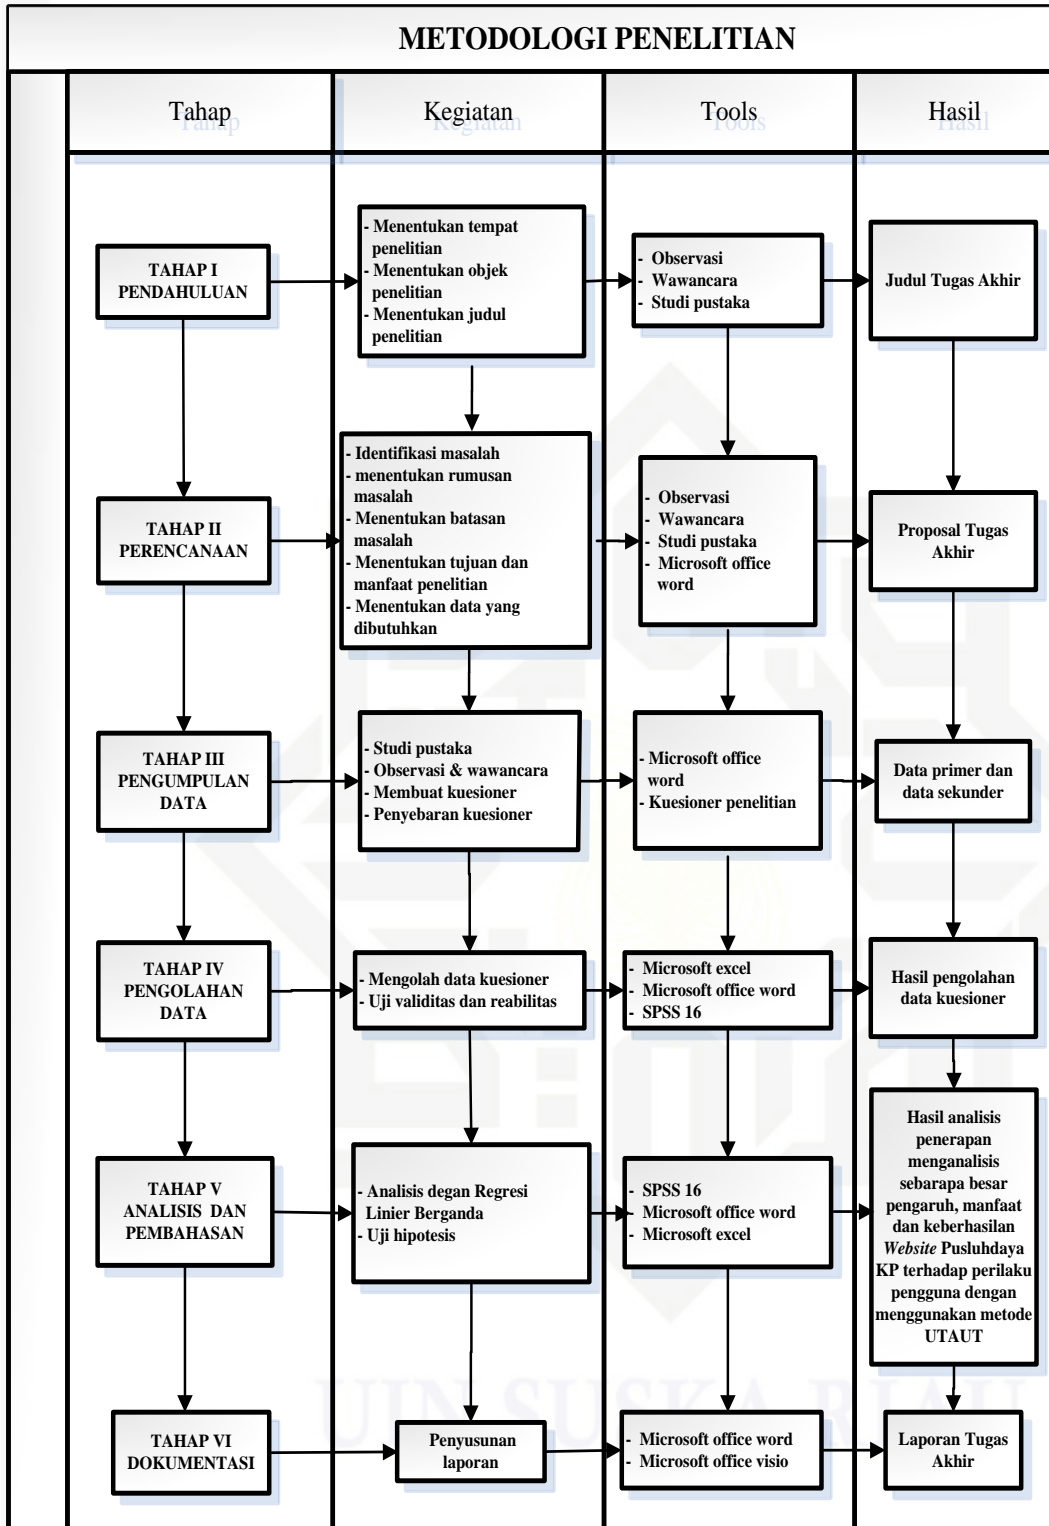 METODOLOGI PENELITIAN
Tahap
Kegiatan
Tools
Hasil
TAHAP I
PENDAHULUAN
- Menentukan tempat
penelitian
- Menentukan objek
penelitian
- Menentukan judul
penelitian
- Observasi
- Wawancara
- Studi pustaka
Judul Tugas Akhir
TAHAP II
PERENCANAAN
- Identifikasi masalah
- menentukan rumusan
masalah
- Menentukan batasan
masalah
- Menentukan tujuan dan
manfaat penelitian
- Menentukan data yang
dibutuhkan
- Observasi
- Wawancara
- Studi pustaka
- Microsoft office
word
Proposal Tugas
Akhir
TAHAP III
PENGUMPULAN
DATA
- Studi pustaka
- Observasi & wawancara
- Membuat kuesioner
- Penyebaran kuesioner
- Microsoft office
word
- Kuesioner penelitian
Data primer dan
data sekunder
TAHAP IV
PENGOLAHAN
DATA
- Mengolah data kuesioner
- Uji validitas dan reabilitas
- Microsoft excel
- Microsoft office word
- SPSS 16
Hasil pengolahan
data kuesioner
TAHAP V
ANALISIS DAN
PEMBAHASAN
- Analisis degan Regresi
Linier Berganda
- Uji hipotesis
- SPSS 16
- Microsoft office word
- Microsoft excel
Hasil analisis
penerapan
menganalisis
sebarapa besar
pengaruh, manfaat
dan keberhasilan
Website Pusluhdaya
KP terhadap perilaku
pengguna dengan
menggunakan metode
UTAUT
TAHAP VI
DOKUMENTASI
Penyusunan
laporan
- Microsoft office word
- Microsoft office visio
Laporan Tugas
Akhir
UIN SUSKA RIAU